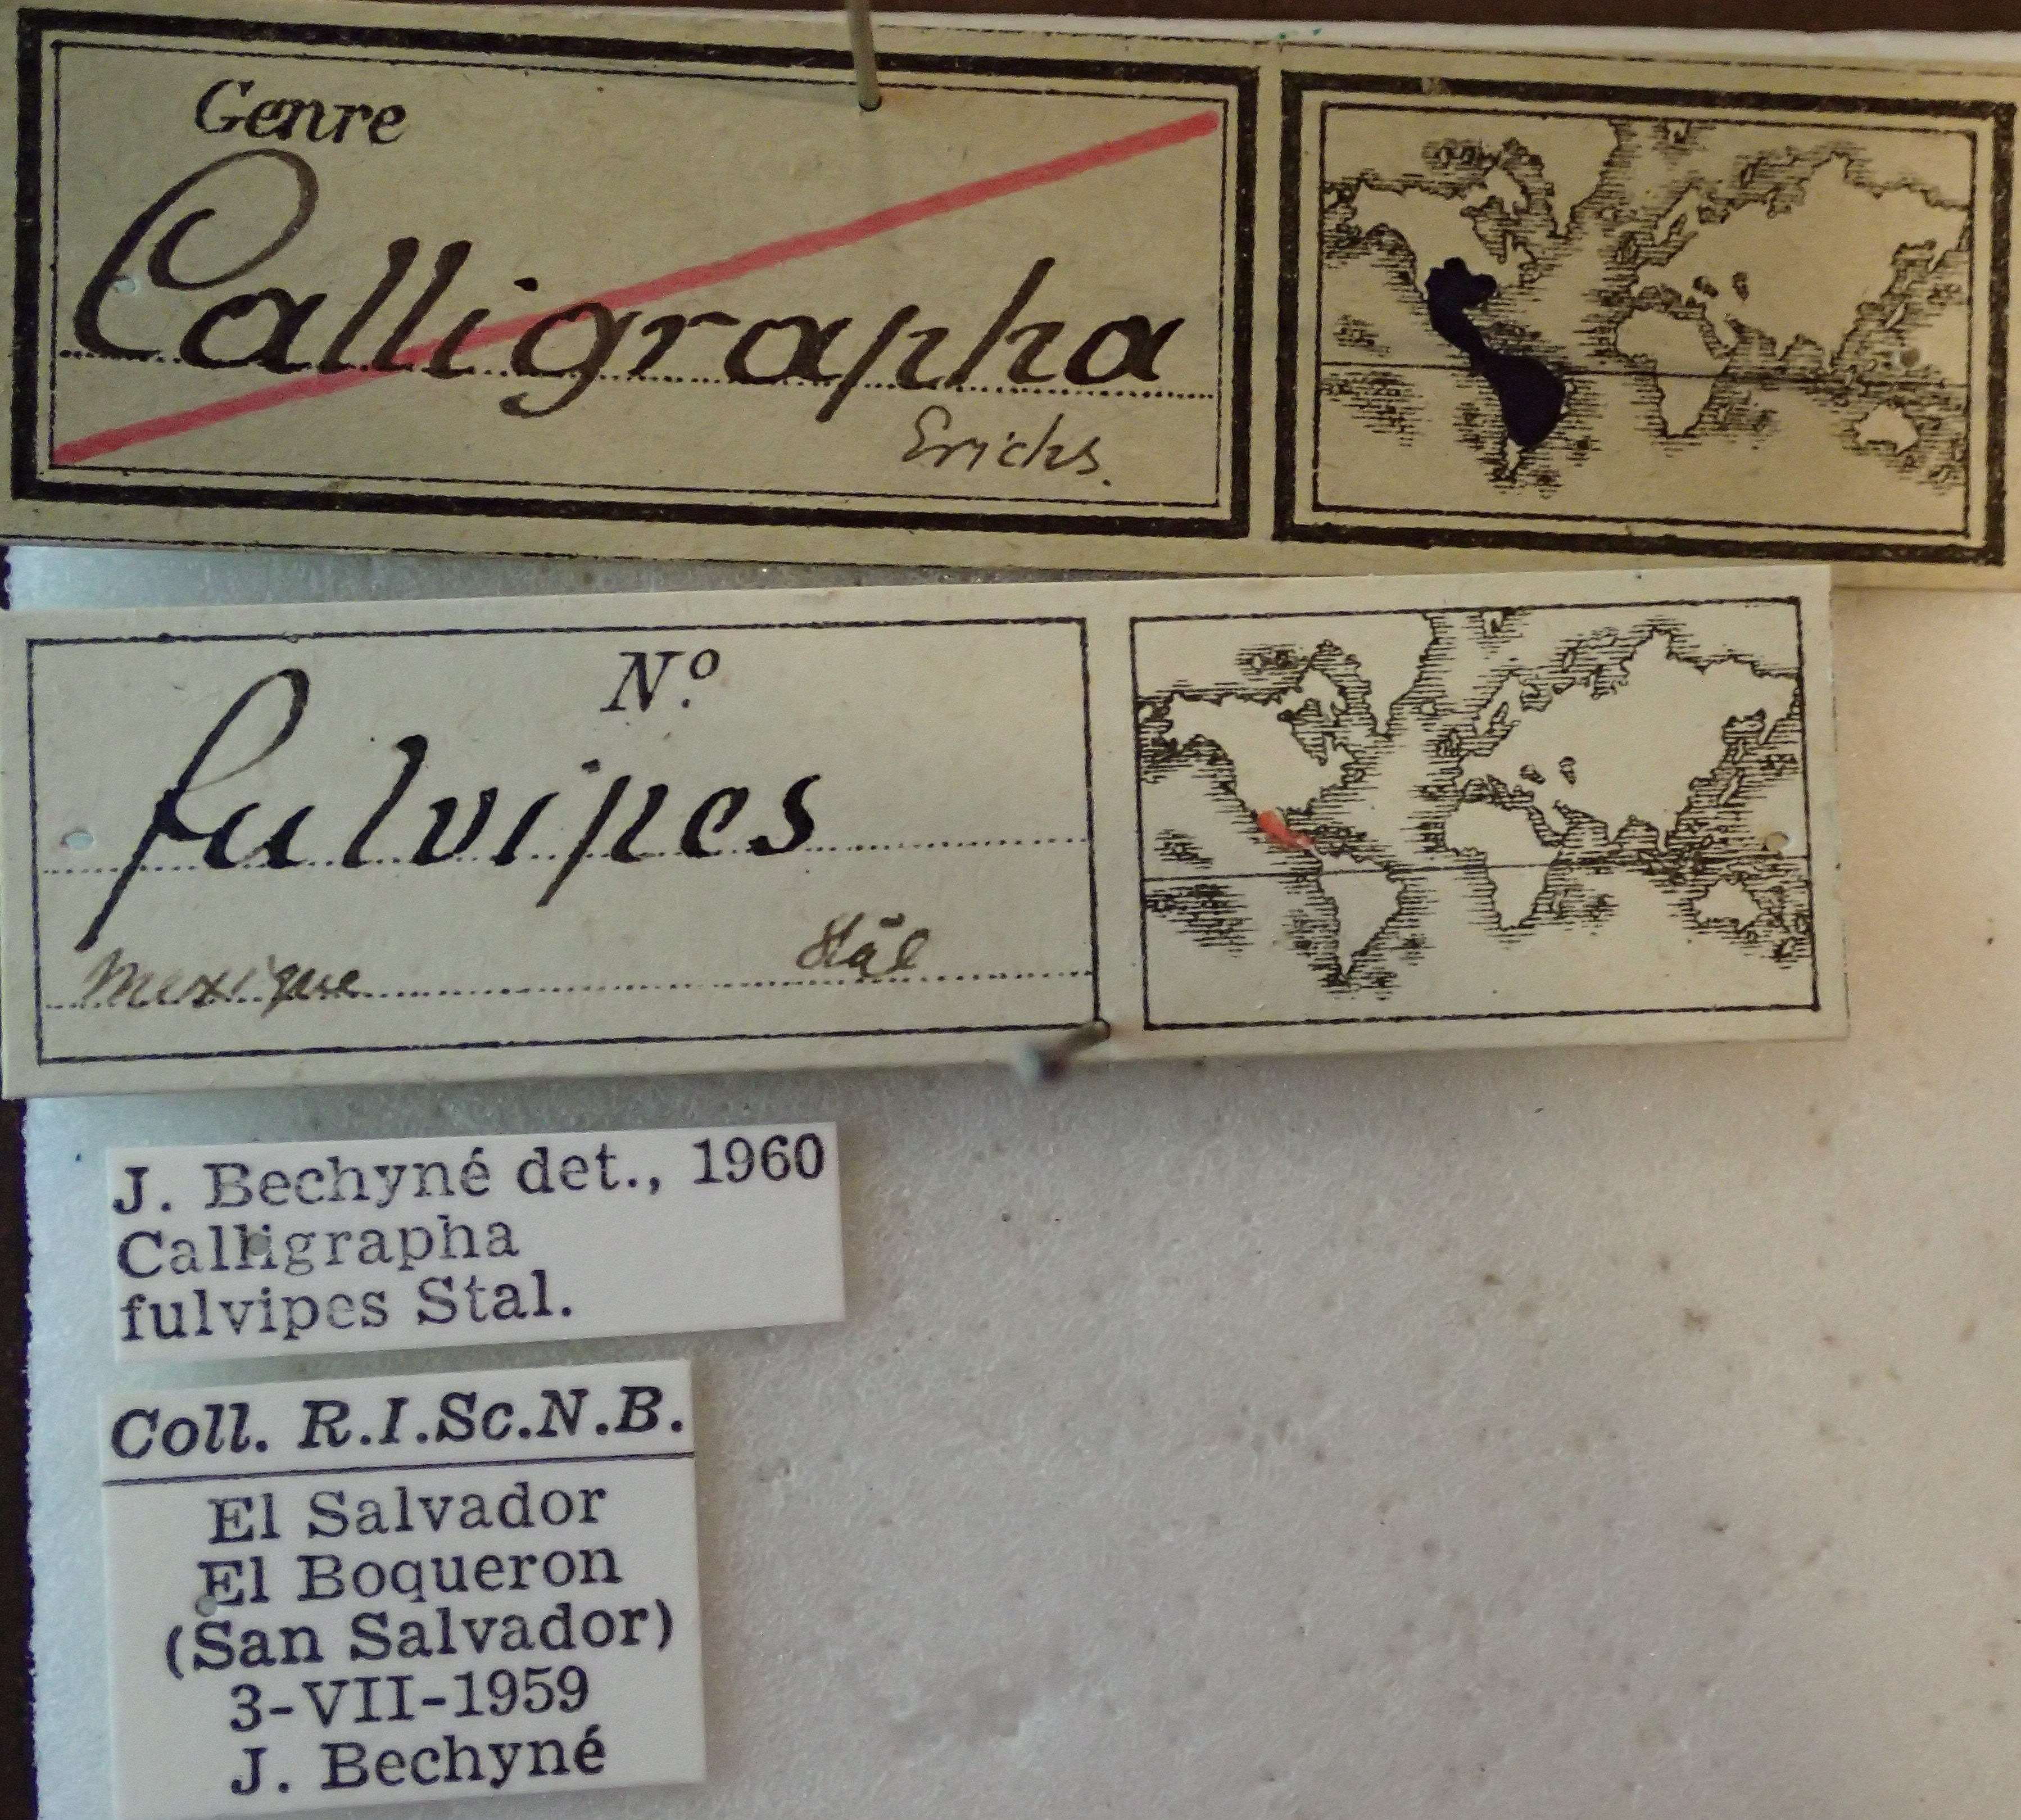 Genre
Calligrapha
Erichs.
Nº.
fulvipes
Mexique Stål
J. Bechyné det., 1960
Calligrapha
fulvipes Stal.
Coll. R.I.Sc.N.B.
El Salvador
El Boqueron
(San Salvador)
3-VII-1959
J. Bechyné